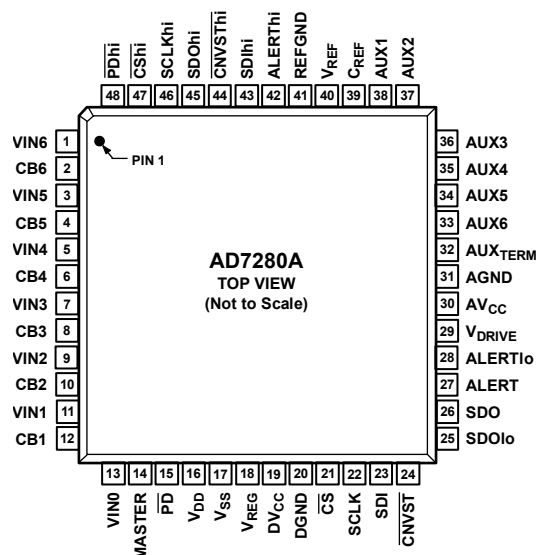 PDhi
CShi
SCLKhi
SDOhi
CNVSThi
SDIhi
ALERThi
REFGND
VREF
CREF
AUX1
AUX2
48 47 46 45 44 43 42 41 40 39 38 37
VIN6 1
CB6 2
VIN5 3
CB5 4
VIN4 5
CB4 6
VIN3 7
CB3 8
VIN2 9
CB2 10
VIN1 11
CB1 12
PIN 1
AD7280A
TOP VIEW
(Not to Scale)
36 AUX3
35 AUX4
34 AUX5
33 AUX6
32 AUXTERM
31 AGND
30 AVCC
29 VDRIVE
28 ALERTlo
27 ALERT
26 SDO
25 SDOlo
13 14 15 16 17 18 19 20 21 22 23 24
VIN0
MASTER
PD
VDD
VSS
VREG
DVCC
DGND
CS
SCLK
SDI
CNVST